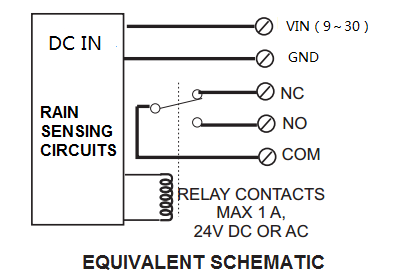 DC IN
VIN（9～30）
GND
RAIN
SENSING
CIRCUITS
NC
NO
COM
RELAY CONTACTS
MAX 1 A,
24V DC OR AC
EQUIVALENT SCHEMATIC